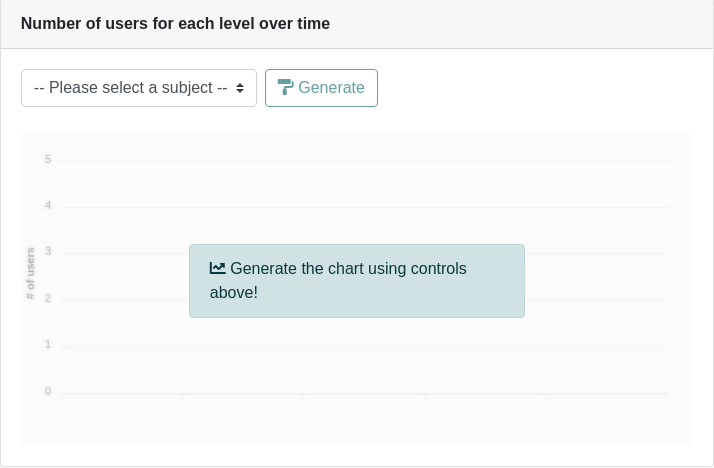 Number of users for each level over time
-- Please select a subject --
Generate
5
4
3
2
1
0
# of users
Generate the chart using controls
above!